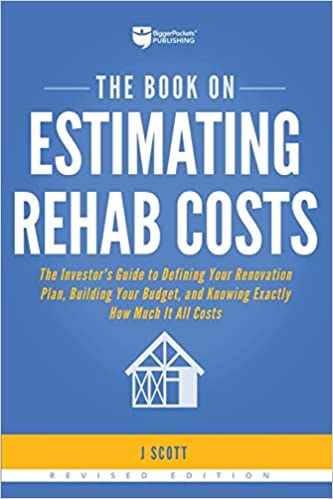 BiggerPockets®
PUBLISHING
THE BOOK ON
ESTIMATING
REHAB COSTS
The Investor's Guide to Defining Your Renovation
Plan, Building Your Budget, and Knowing Exactly
How Much It All Costs
J SCOTT
REVISED EDITION